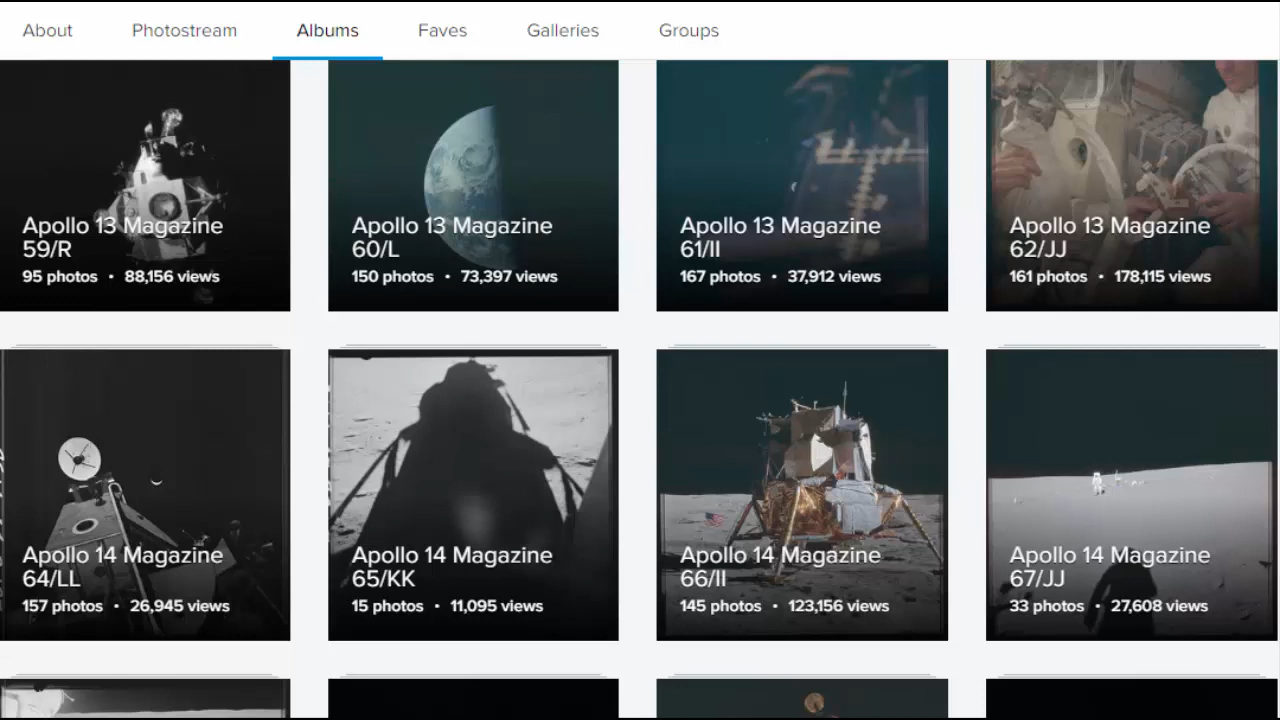 About Photostream Albums Faves Galleries Groups
Apollo 13 Magazine
59/R
95 photos • 88,156 views
Apollo 13 Magazine
60/L
150 photos • 73,397 views
Apollo 13 Magazine
61/II
167 photos • 37,912 views
Apollo 13 Magazine
62/JJ
161 photos • 178,115 views
Apollo 14 Magazine
64/LL
157 photos • 26,945 views
Apollo 14 Magazine
65/KK
15 photos • 11,095 views
Apollo 14 Magazine
66/II
145 photos • 123,156 views
Apollo 14 Magazine
67/JJ
33 photos • 27,608 views